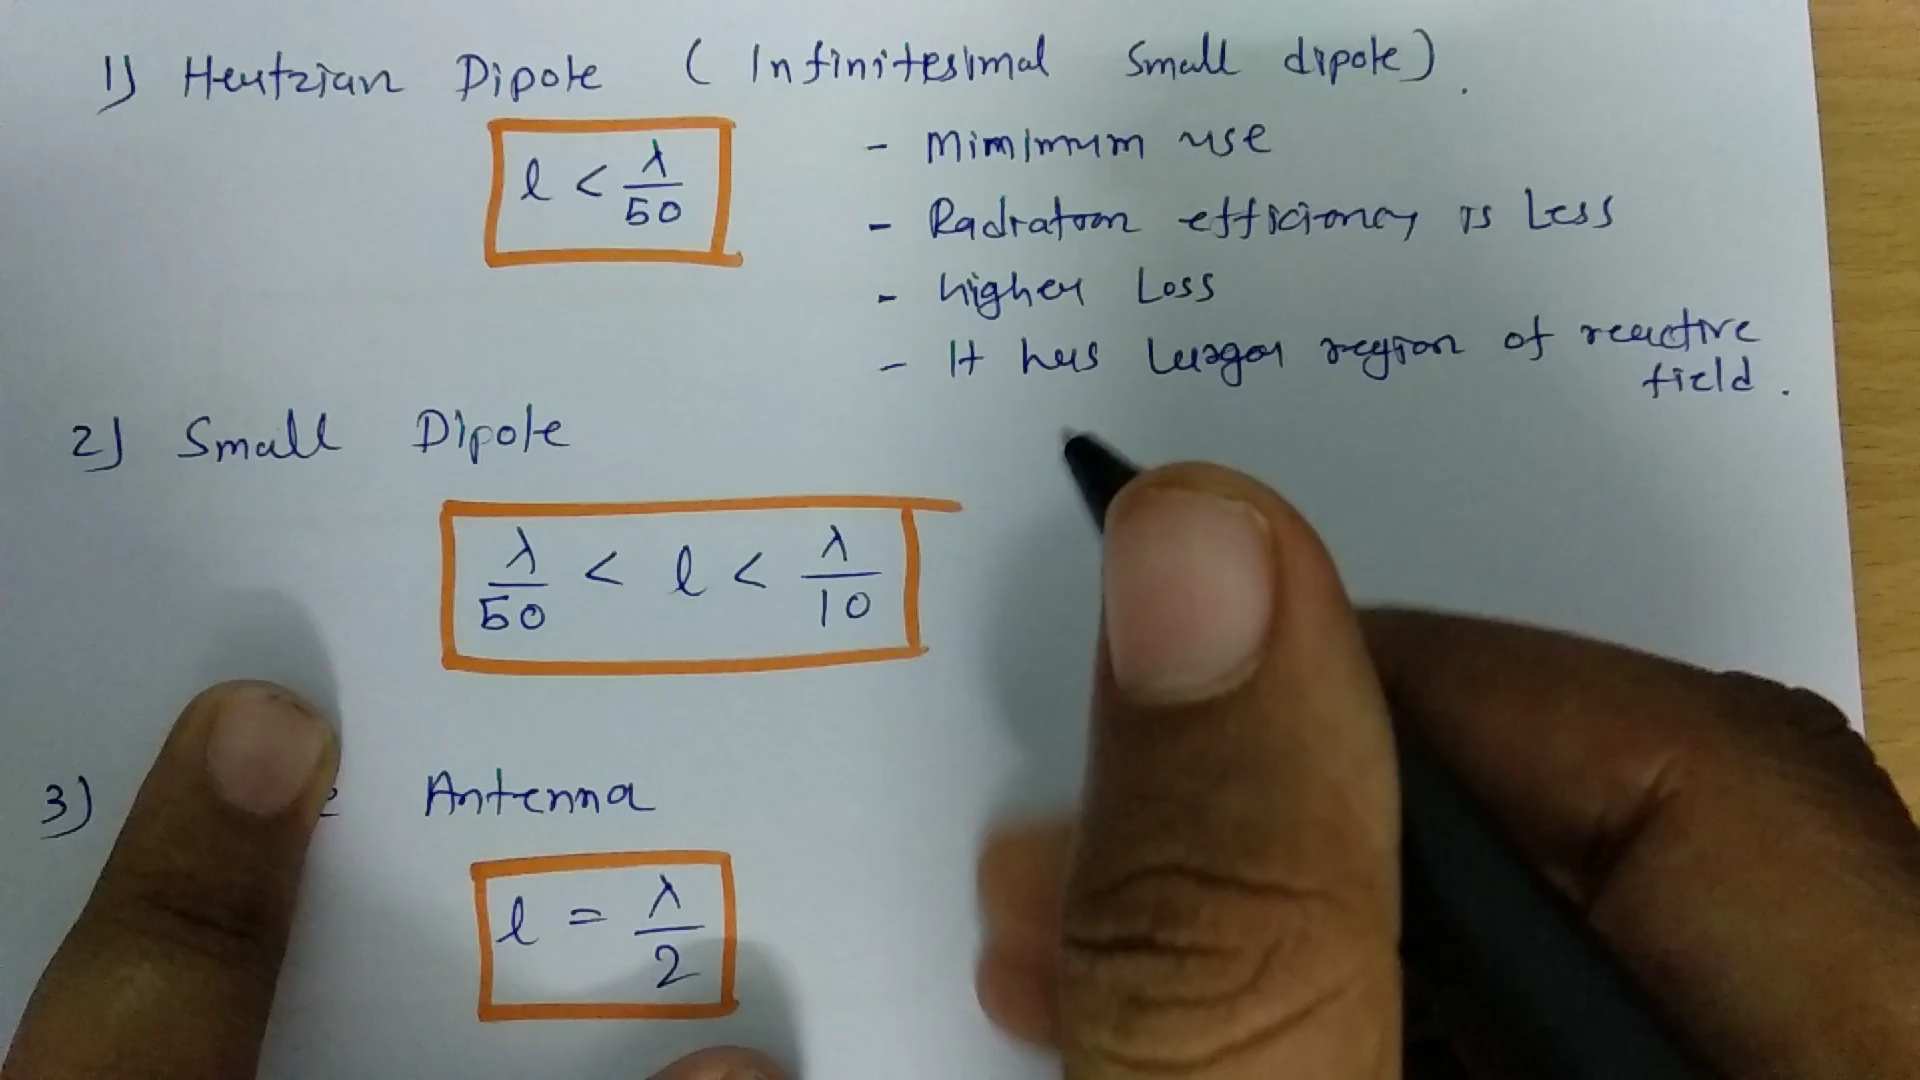 1) Hertzian Dipole (Infinitesimal Small dipole).
l < λ/50
- Mimimum use
- Radiation efficiency is Less
- higher Loss
- It has larger region of reactive
field.
2) Small Dipole
λ/50 < l < λ/10
3) Antenna
l = λ/2